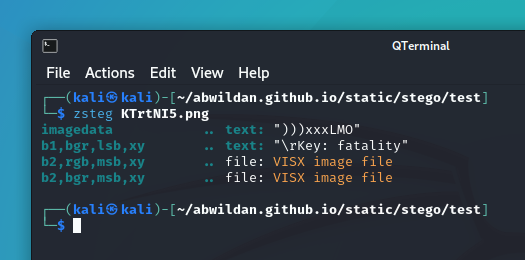 QTerminal
File Actions Edit View Help
┌──(kali㉿kali)-[~/abwildan.github.io/static/stego/test]
└─$ zsteg KTrtNI5.png
imagedata .. text: ")))xxxLMO"
b1,bgr,lsb,xy .. text: "\rKey: fatality"
b2,rgb,msb,xy .. file: VISX image file
b2,bgr,msb,xy .. file: VISX image file
┌──(kali㉿kali)-[~/abwildan.github.io/static/stego/test]
└─$